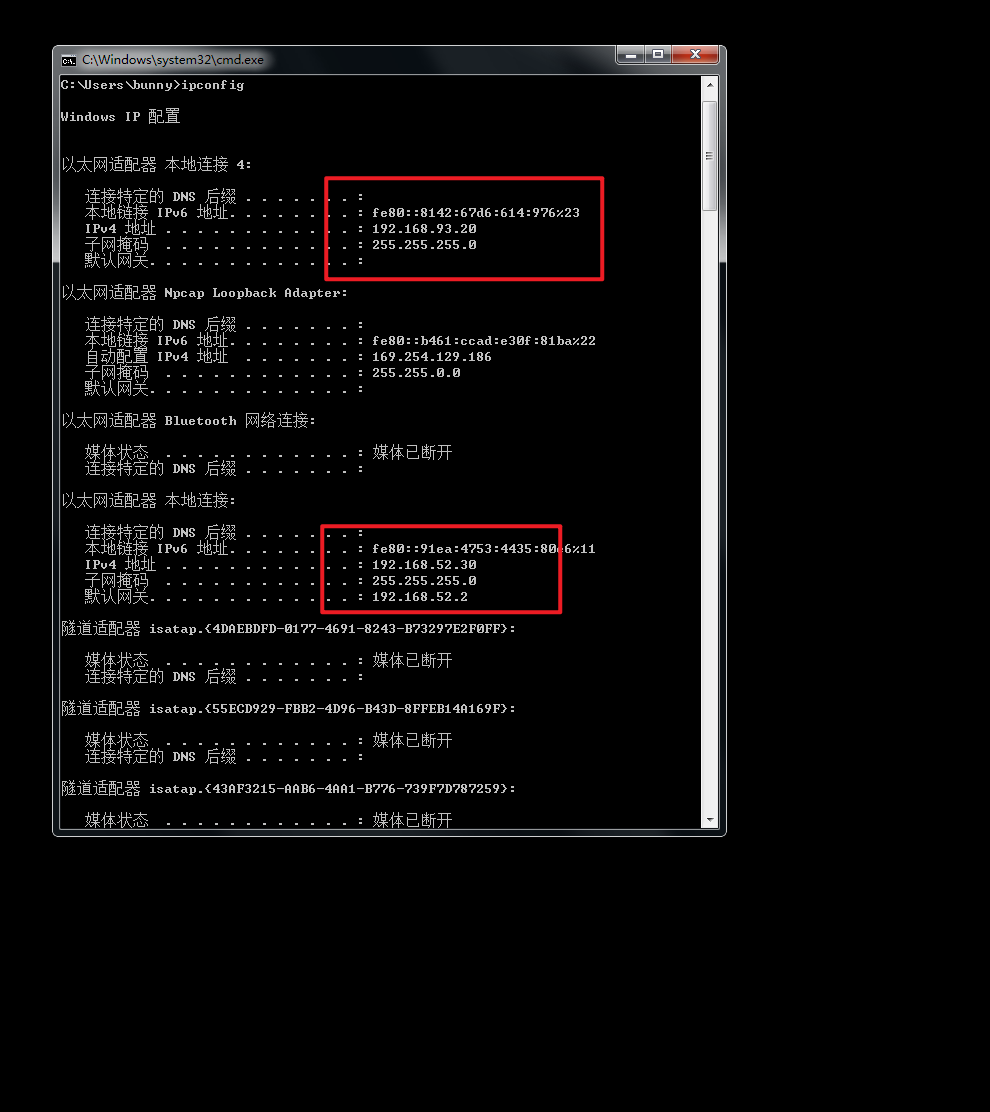 C:\Windows\system32\cmd.exe
C:\Users\bunny>ipconfig
Windows IP 配置
以太网适配器 本地连接 4:
连接特定的 DNS 后缀 . . . . . . . :
本地链接 IPv6 地址. . . . . . . . : fe80::8142:67d6:614:976%23
IPv4 地址 . . . . . . . . . . . . : 192.168.93.20
子网掩码 . . . . . . . . . . . . : 255.255.255.0
默认网关. . . . . . . . . . . . . :
以太网适配器 Npcap Loopback Adapter:
连接特定的 DNS 后缀 . . . . . . . :
本地链接 IPv6 地址. . . . . . . . : fe80::b461:ccad:e30f:81ba%22
自动配置 IPv4 地址 . . . . . . . : 169.254.129.186
子网掩码 . . . . . . . . . . . . : 255.255.0.0
默认网关. . . . . . . . . . . . . :
以太网适配器 Bluetooth 网络连接:
媒体状态 . . . . . . . . . . . . : 媒体已断开
连接特定的 DNS 后缀 . . . . . . . :
以太网适配器 本地连接:
连接特定的 DNS 后缀 . . . . . . . :
本地链接 IPv6 地址. . . . . . . . :
IPv4 地址 . . . . . . . . . . . . : 192.168.52.30
子网掩码 . . . . . . . . . . . . : 255.255.255.0
默认网关. . . . . . . . . . . . . : 192.168.52.2
隧道适配器 isatap.{4DAEBDFD-0177-4691-8243-B73297E2F0FF}:
媒体状态 . . . . . . . . . . . . : 媒体已断开
连接特定的 DNS 后缀 . . . . . . . :
隧道适配器 isatap.{55ECD929-FBB2-4D96-B43D-8FFEB14A169F}:
媒体状态 . . . . . . . . . . . . : 媒体已断开
连接特定的 DNS 后缀 . . . . . . . :
隧道适配器 isatap.{43AF3215-AAB6-4AA1-B776-739F7D787259}:
媒体状态 . . . . . . . . . . . . : 媒体已断开